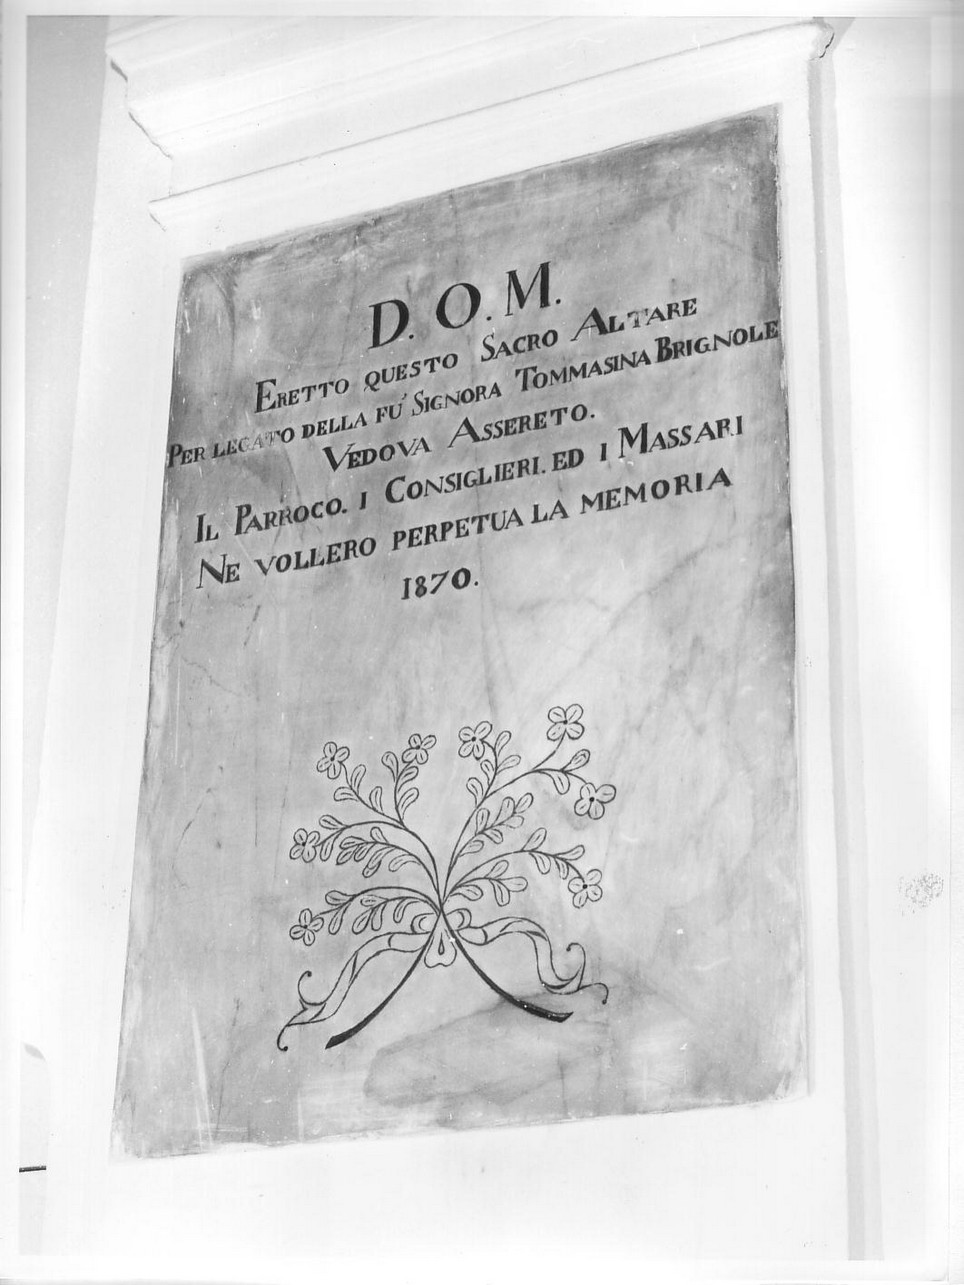 D. O. M.
ERETTO QUESTO SACRO ALTARE
PER LEGATO DELLA FU' SIGNORA TOMMASINA BRIGNOLE
VEDOVA ASSERETO.
IL PARROCO. I CONSIGLIERI. ED I MASSARI
NE VOLLERO PERPETUA LA MEMORIA
1870.